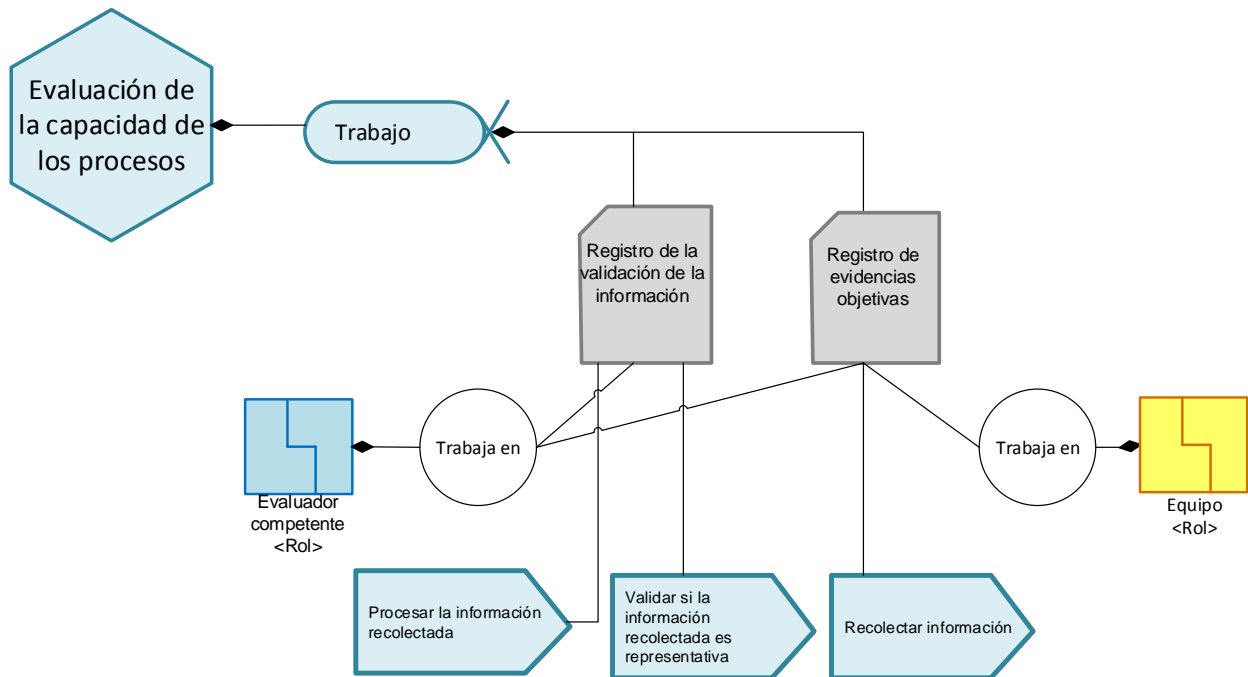 Evaluación de
la capacidad de
los procesos
Trabajo
Registro de la
validación de la
información
Registro de
evidencias
objetivas
Trabaja en
Trabaja en
Evaluador
competente
<Rol>
Equipo
<Rol>
Procesar la información
recolectada
Validar si la
información
recolectada es
representativa
Recolectar información